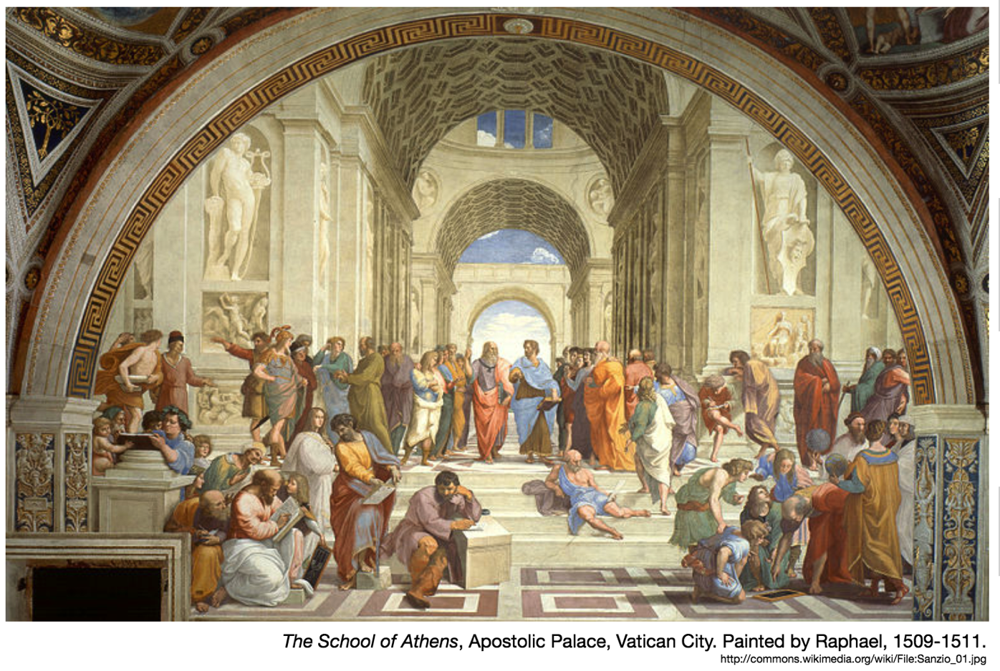 The School of Athens, Apostolic Palace, Vatican City. Painted by Raphael, 1509-1511.
http://commons.wikimedia.org/wiki/File:Sanzio_01.jpg